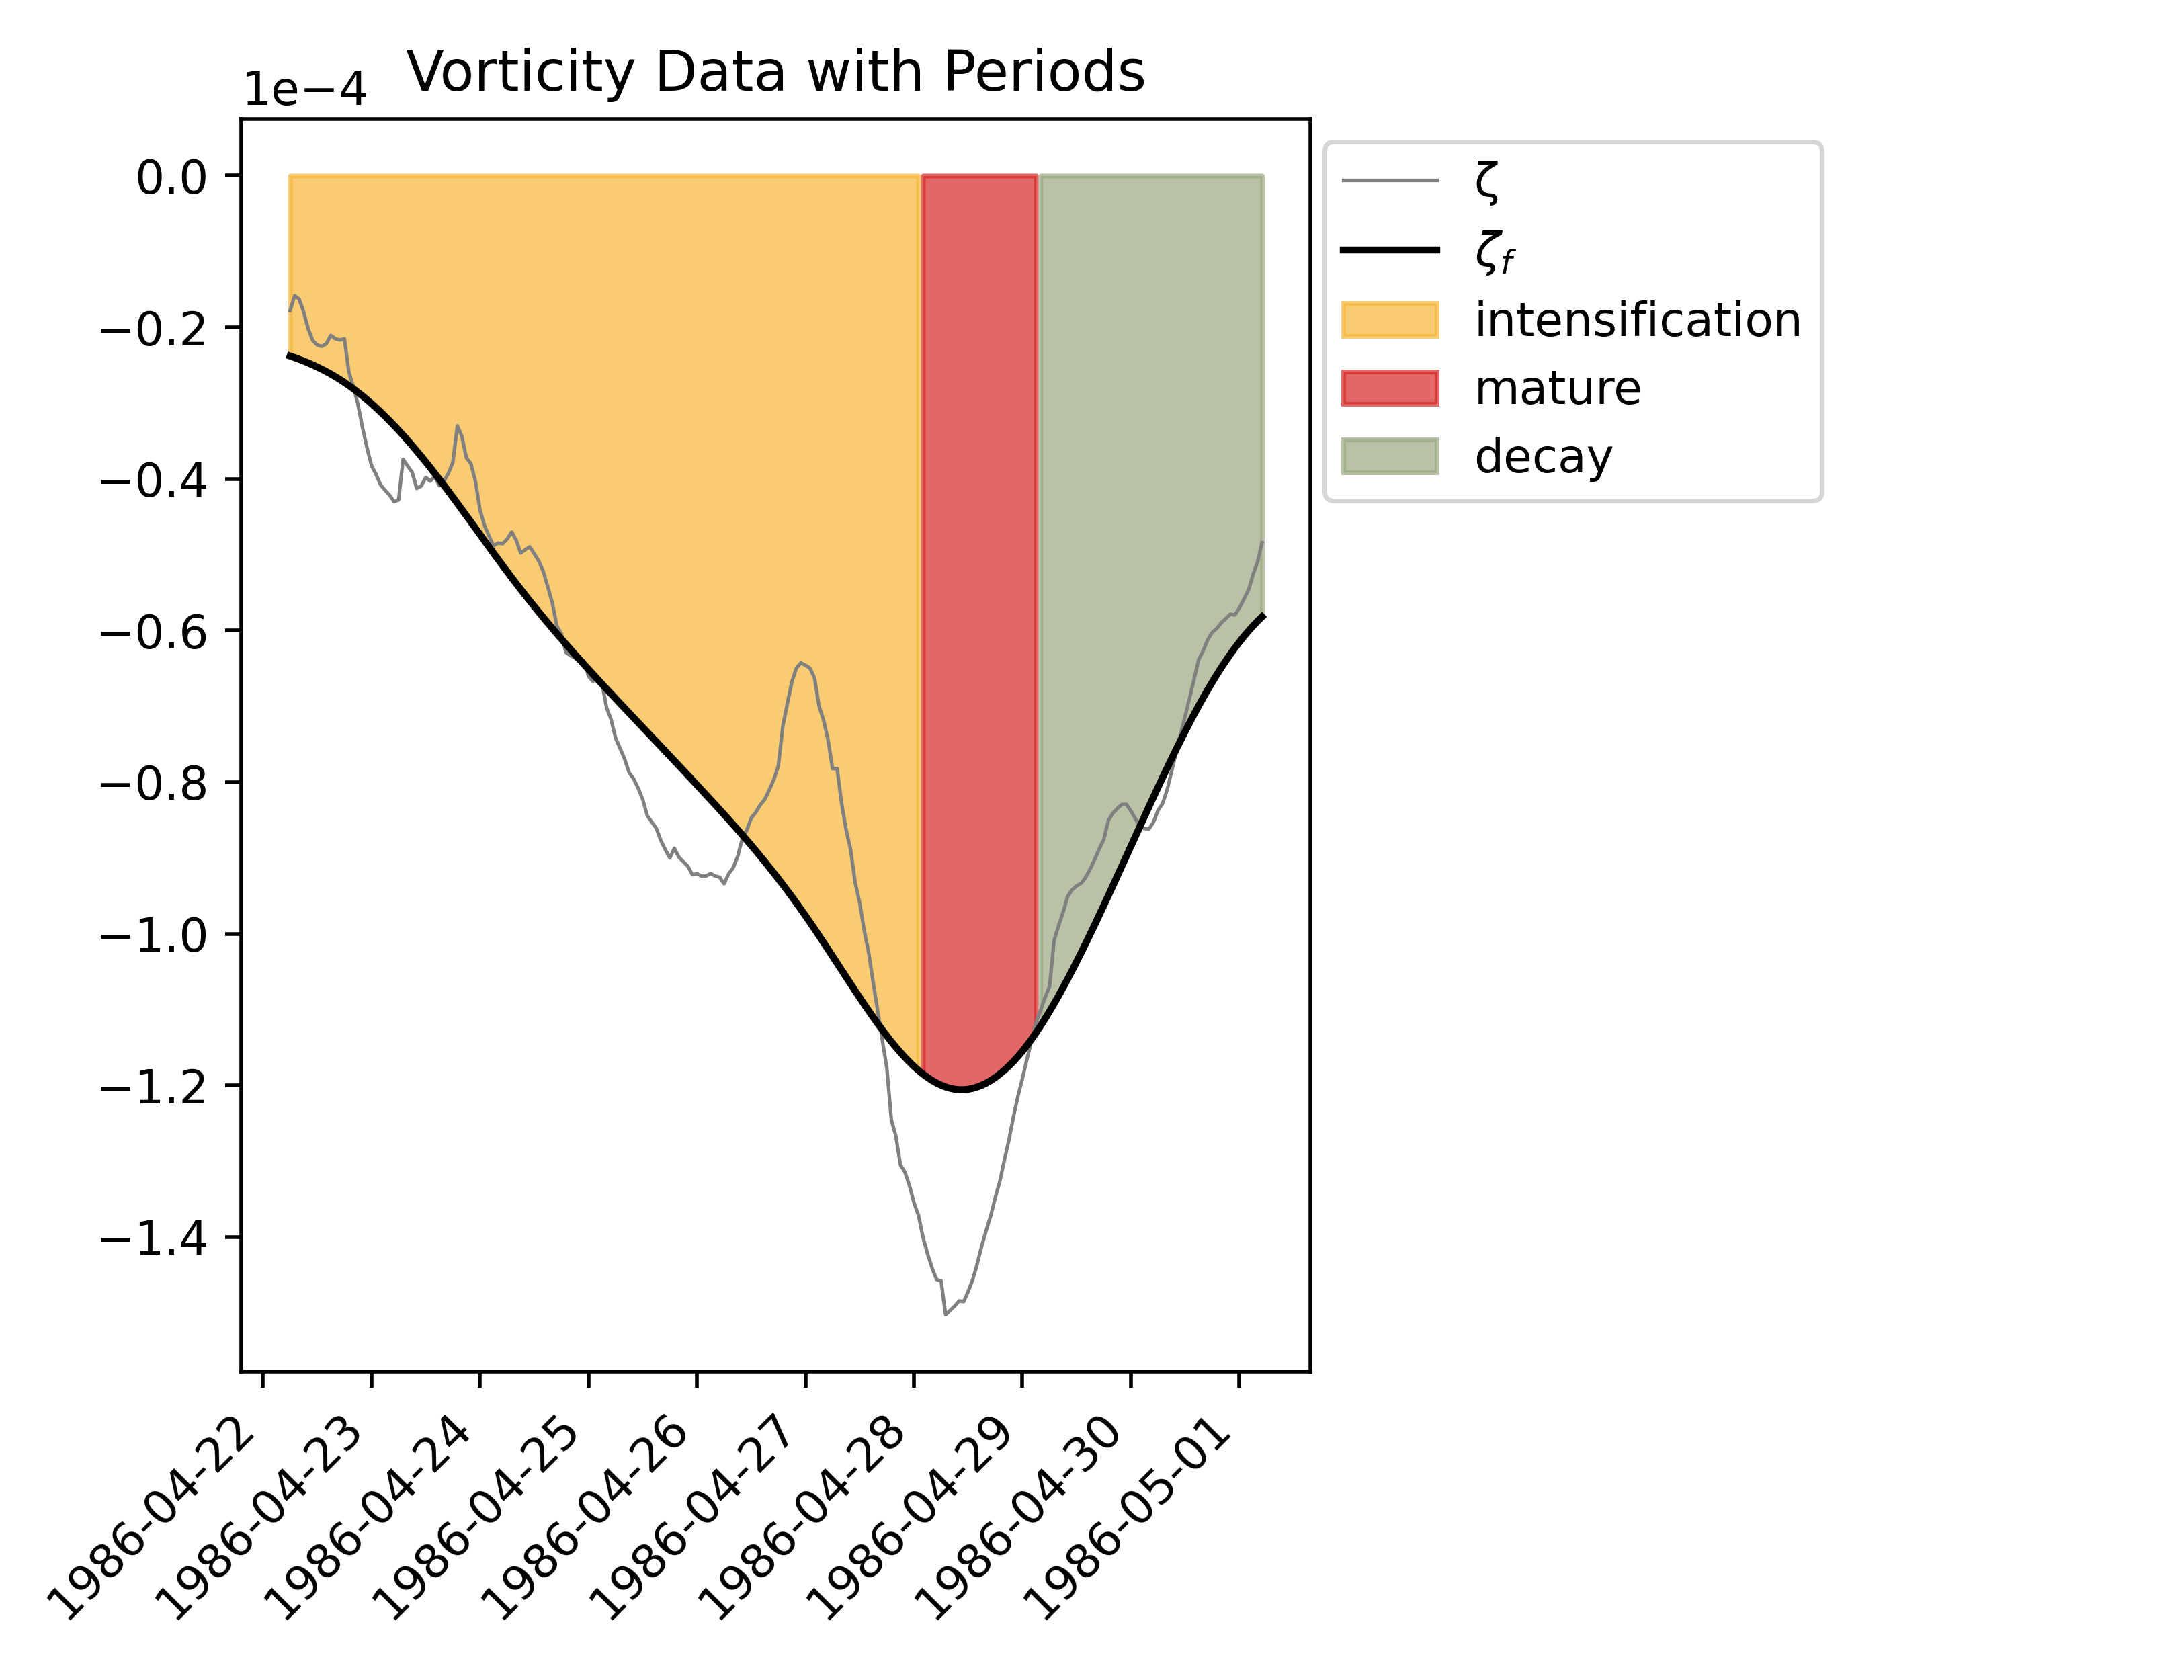 Vorticity Data with Periods
1e−4
0.0
−0.2
−0.4
−0.6
−0.8
−1.0
−1.2
−1.4
1986-04-22
1986-04-23
1986-04-24
1986-04-25
1986-04-26
1986-04-27
1986-04-28
1986-04-29
1986-04-30
1986-05-01
ζ
ζf
intensification
mature
decay